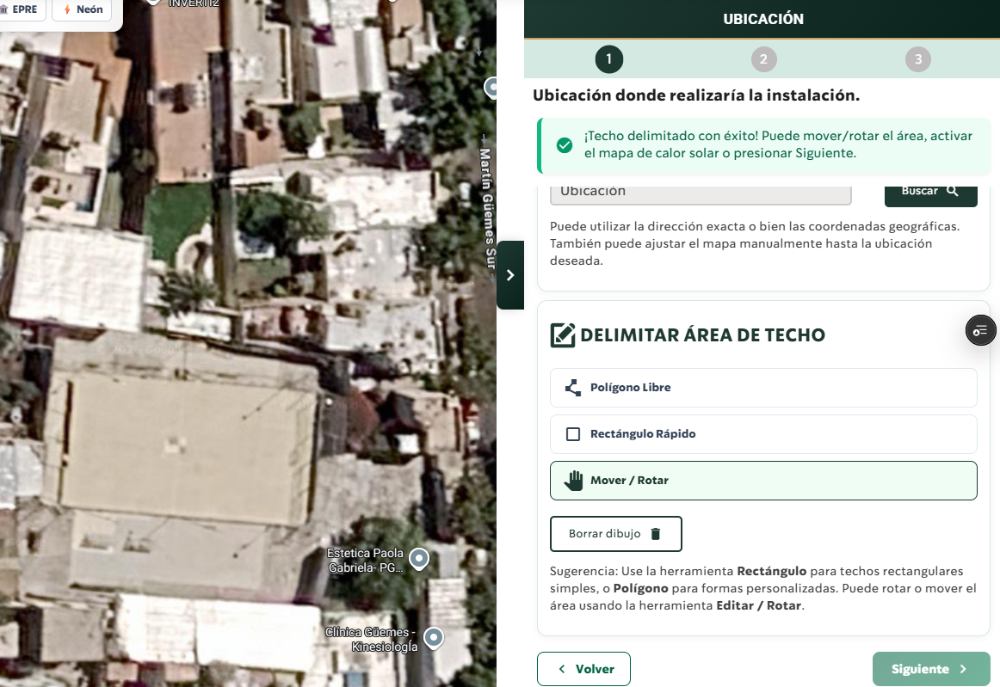 EPRE
Neón
INVERTIZ
Martín Güemes Sur
Estetica Paola
Gabriela- PG...
Clínica Güemes -
Kinesiología
UBICACIÓN
1
2
3
Ubicación donde realizaría la instalación.
¡Techo delimitado con éxito! Puede mover/rotar el área, activar
el mapa de calor solar o presionar Siguiente.
Ubicación
Buscar
Puede utilizar la dirección exacta o bien las coordenadas geográficas.
También puede ajustar el mapa manualmente hasta la ubicación
deseada.
DELIMITAR ÁREA DE TECHO
Polígono Libre
Rectángulo Rápido
Mover / Rotar
Borrar dibujo
Sugerencia: Use la herramienta Rectángulo para techos rectangulares
simples, o Polígono para formas personalizadas. Puede rotar o mover el
área usando la herramienta Editar / Rotar.
Volver
Siguiente